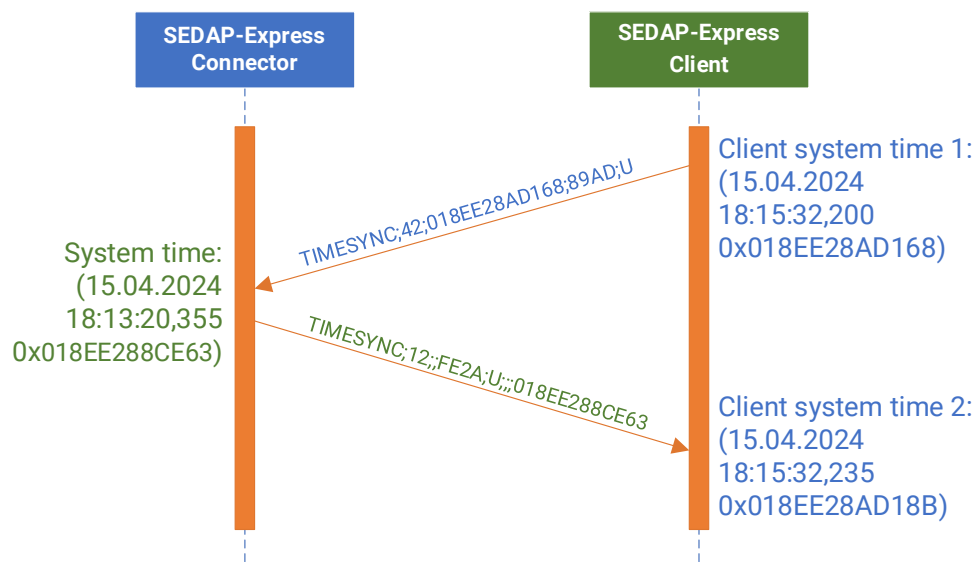 SEDAP-Express
Connector
SEDAP-Express
Client
Client system time 1:
(15.04.2024
18:15:32,200
0x018EE28AD168)
TIMESYNC;42;018EE28AD168;89AD;U
System time:
(15.04.2024
18:13:20,355
0x018EE288CE63)
TIMESYNC;12;;FE2A;U;;;018EE288CE63
Client system time 2:
(15.04.2024
18:15:32,235
0x018EE28AD18B)